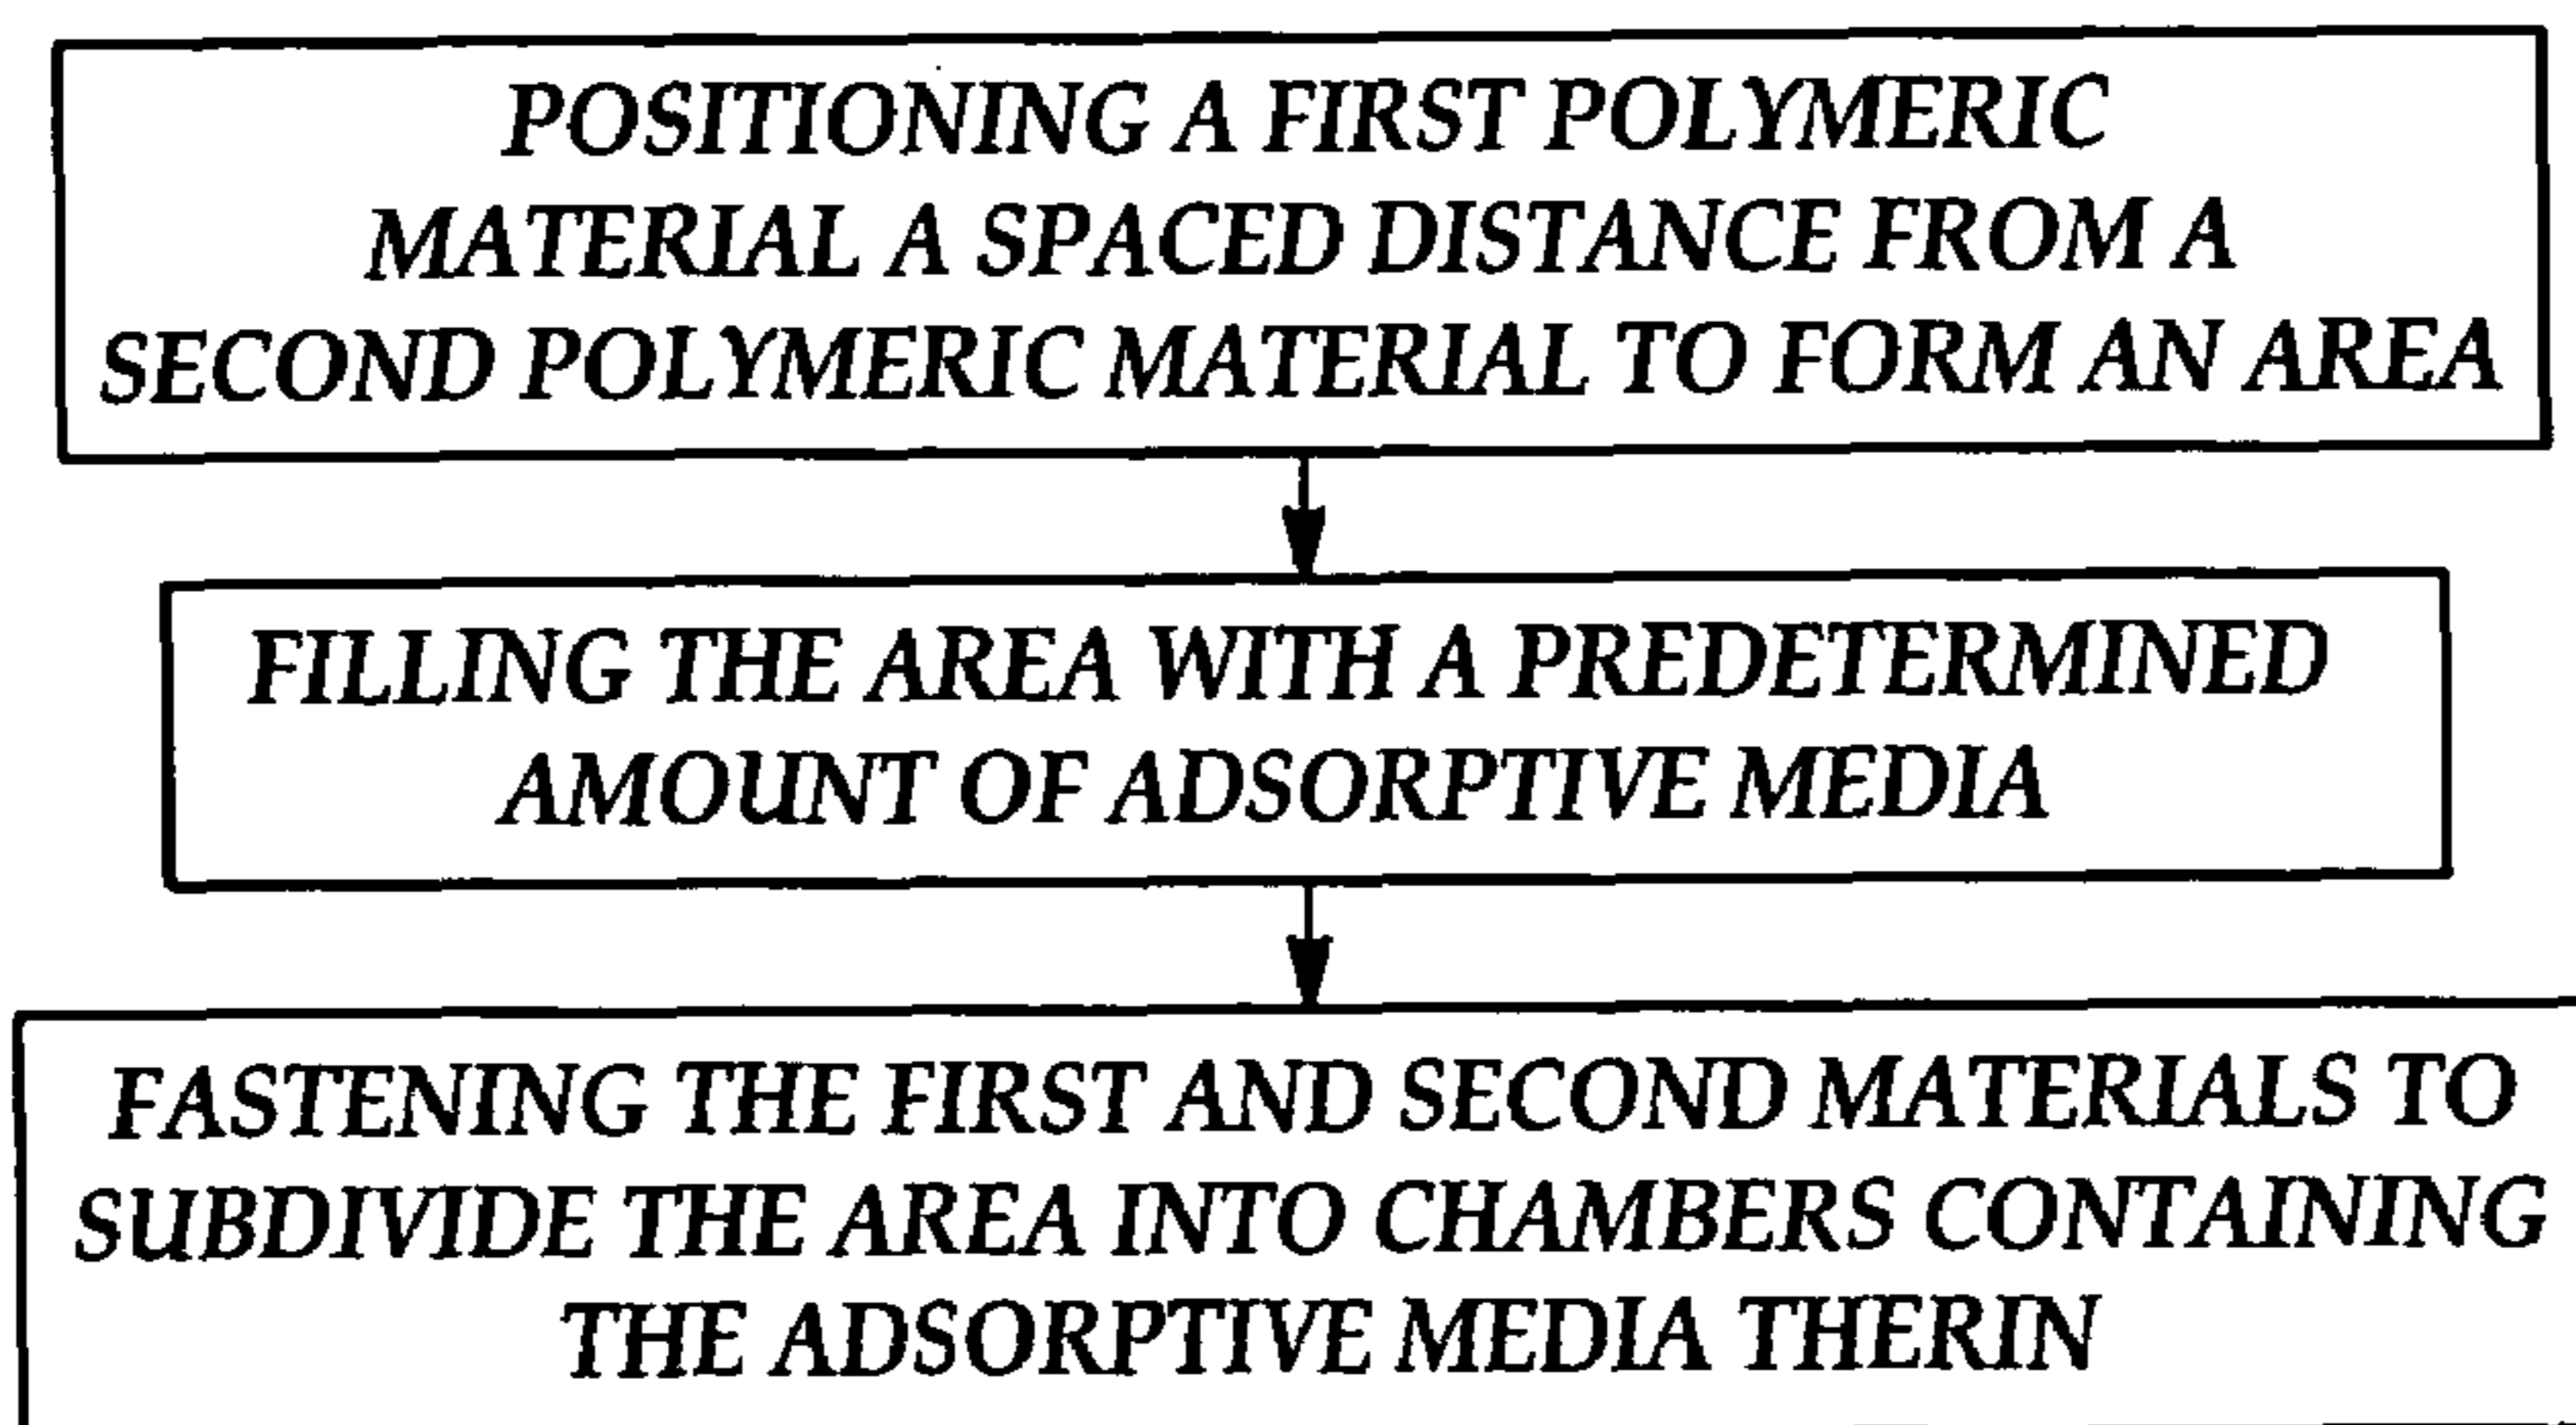 POSITIONING A FIRST POLYMERIC
MATERIAL A SPACED DISTANCE FROM A
SECOND POLYMERIC MATERIAL TO FORM AN AREA
FILLING THE AREA WITH A PREDETERMINED
AMOUNT OF ADSORPTIVE MEDIA
FASTENING THE FIRST AND SECOND MATERIALS TO
SUBDIVIDE THE AREA INTO CHAMBERS CONTAINING
THE ADSORPTIVE MEDIA THERIN